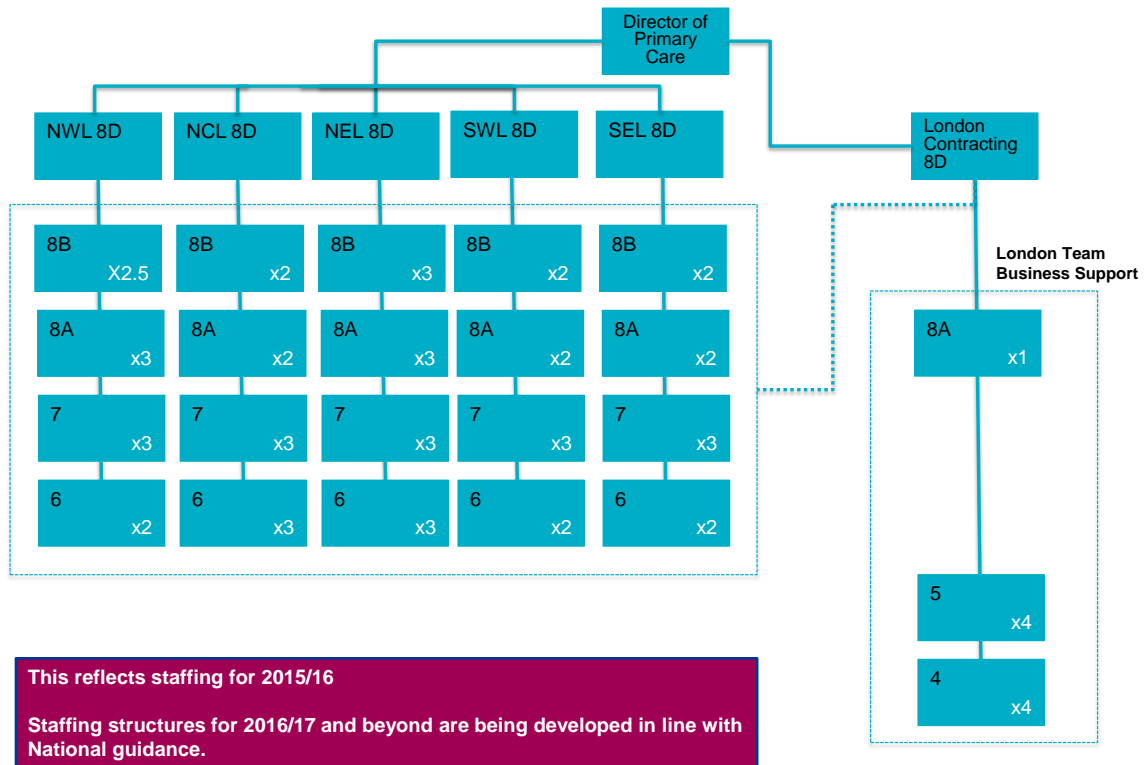 Director of
Primary
Care
NWL 8D
NCL 8D
NEL 8D
SWL 8D
SEL 8D
London
Contracting
8D
8B
X2.5
8B
x2
8B
x3
8B
x2
8B
x2
London Team
Business Support
8A
x3
8A
x2
8A
x3
8A
x2
8A
x2
8A
x1
7
x3
7
x3
7
x3
7
x3
7
x3
6
x2
6
x3
6
x3
6
x2
6
x2
5
x4
4
x4
This reflects staffing for 2015/16
Staffing structures for 2016/17 and beyond are being developed in line with
National guidance.